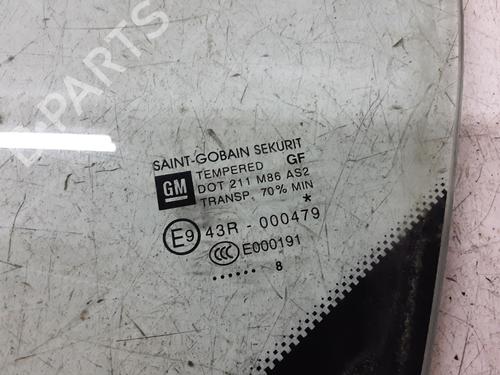 B-PARTS
SAINT-GOBAIN SEKURIT
GM
TEMPERED GF
DOT 211 M86 AS2
TRANSP. 70% MIN
*
E9 43R - 000479
CCC E000191
...... 8